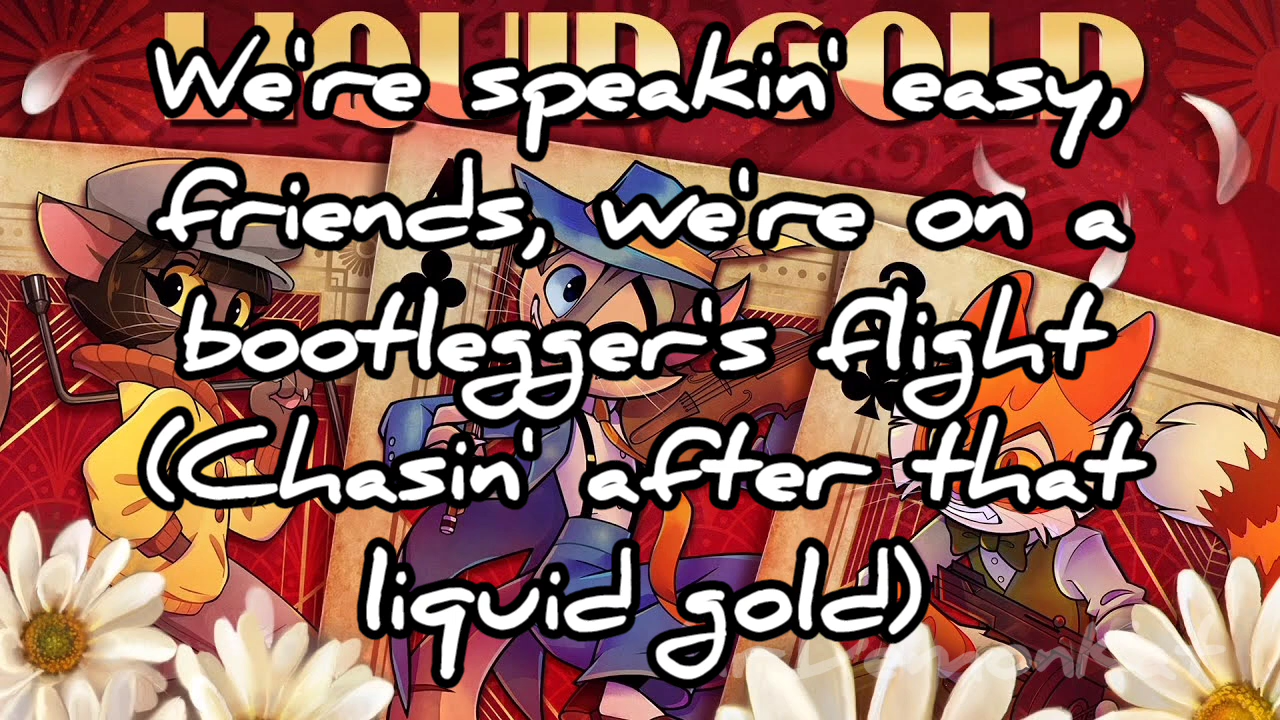 LIQUID GOLD
We're speakin' easy,
friends, we're on a
bootlegger's flight
(Chasin' after that
liquid gold)